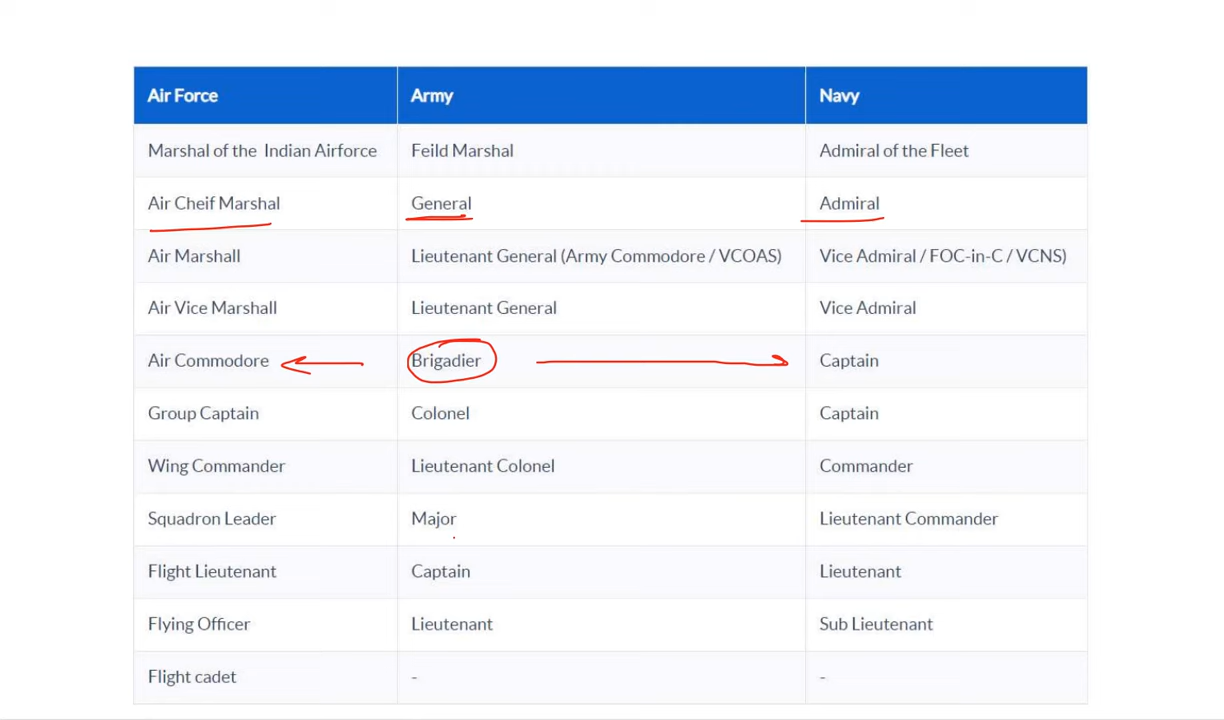 Air Force Army Navy
Marshal of the Indian Airforce Feild Marshal Admiral of the Fleet
Air Cheif Marshal General Admiral
Air Marshall Lieutenant General (Army Commodore / VCOAS) Vice Admiral / FOC-in-C / VCNS)
Air Vice Marshall Lieutenant General Vice Admiral
Air Commodore Brigadier Captain
Group Captain Colonel Captain
Wing Commander Lieutenant Colonel Commander
Squadron Leader Major Lieutenant Commander
Flight Lieutenant Captain Lieutenant
Flying Officer Lieutenant Sub Lieutenant
Flight cadet - -